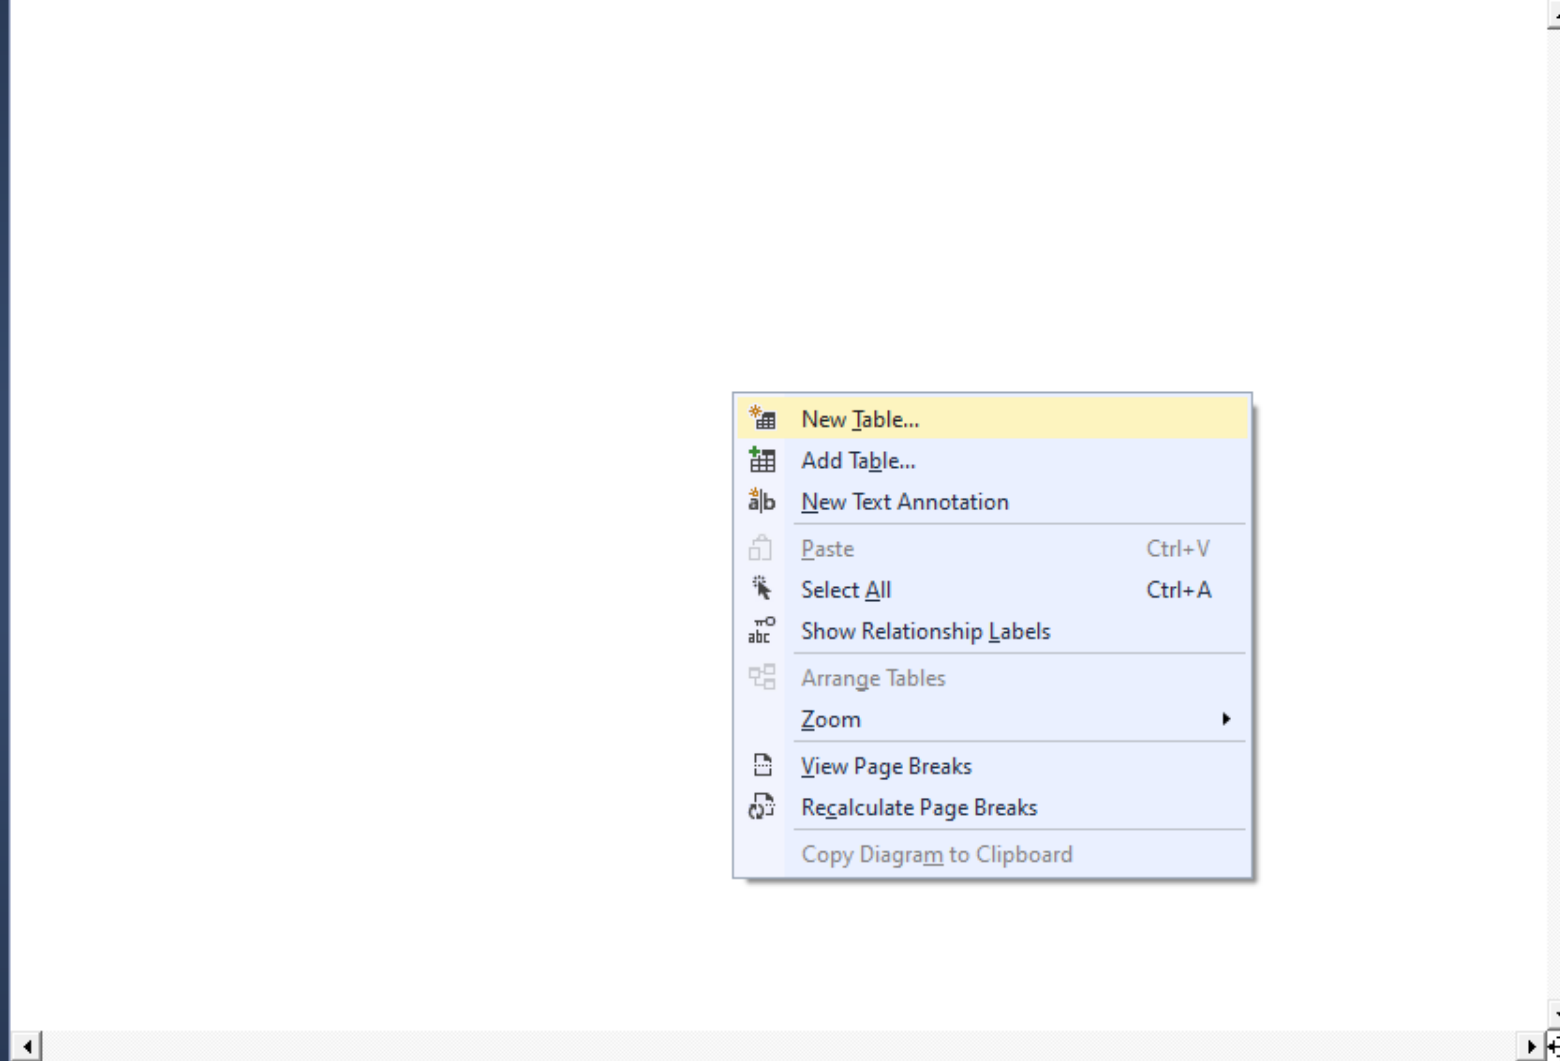 New Table...
Add Table...
a|b New Text Annotation
Paste Ctrl+V
Select All Ctrl+A
abc Show Relationship Labels
Arrange Tables
Zoom
View Page Breaks
Recalculate Page Breaks
Copy Diagram to Clipboard